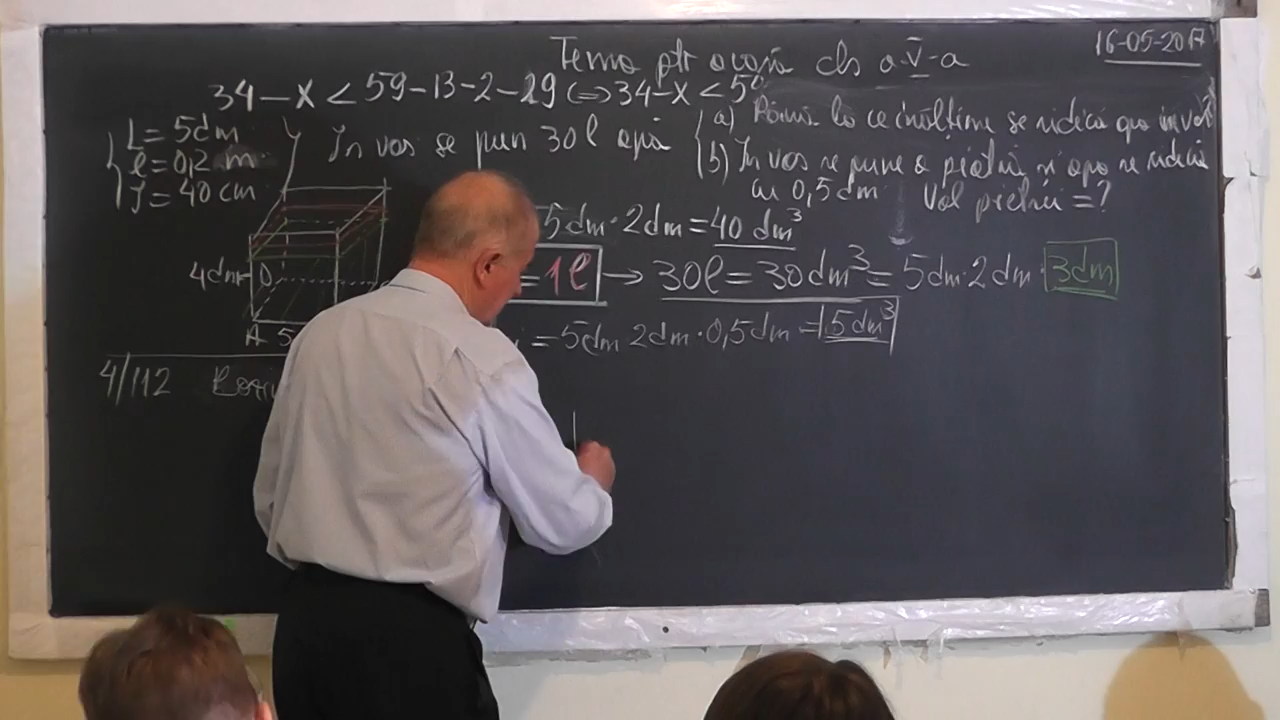 16-05-2017
Tema ptr acasă cls a-V-a
34-x < 59-13-2-29 <=> 34-x < 5
L = 5dm
l = 0,2 m
Î = 40 cm
În vas se pun 30 l apă
a) Până la ce înălțime se ridică apa în vas
b) În vas se pune o piatră și apa se ridică
cu 0,5dm Vol pietrei = ?
5dm·2dm = 40 dm³
4dm
D
= 1l → 30l = 30dm³ = 5dm·2dm·3dm
A 5
= 5dm·2dm·0,5dm = 5dm³
4/112